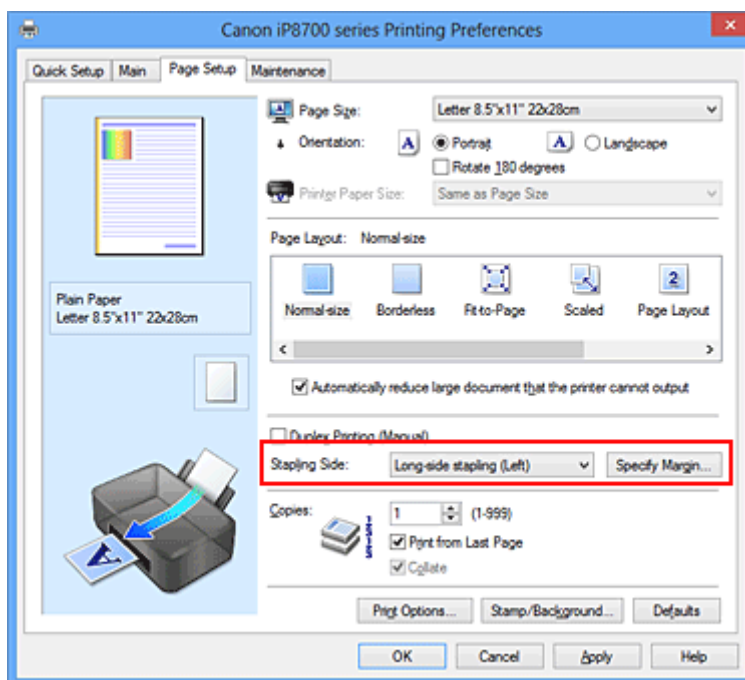 Canon iP8700 series Printing Preferences
Quick Setup Main Page Setup Maintenance
Page Size: Letter 8.5"x11" 22x28cm
Orientation: A Portrait A Landscape
Rotate 180 degrees
Printer Paper Size: Same as Page Size
Page Layout: Normal-size
2
Normal-size Borderless Fit-to-Page Scaled Page Layout
Plain Paper
Letter 8.5"x11" 22x28cm
Automatically reduce large document that the printer cannot output
Duplex Printing (Manual)
Stapling Side: Long-side stapling (Left) Specify Margin...
Copies: 1 (1-999)
Print from Last Page
Collate
A
Print Options... Stamp/Background... Defaults
OK Cancel Apply Help